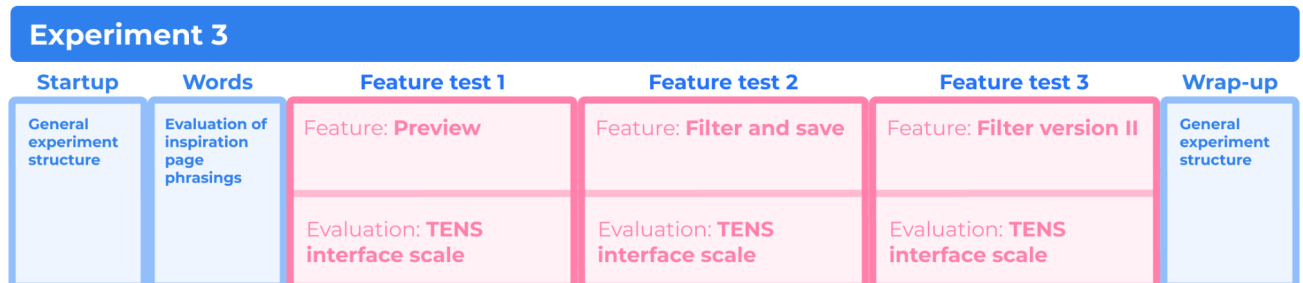 Experiment 3
Startup
Words
Feature test 1
Feature test 2
Feature test 3
Wrap-up
General
experiment
structure
Evaluation of
inspiration
page
phrasings
Feature: Preview
Evaluation: TENS
interface scale
Feature: Filter and save
Evaluation: TENS
interface scale
Feature: Filter version II
Evaluation: TENS
interface scale
General
experiment
structure